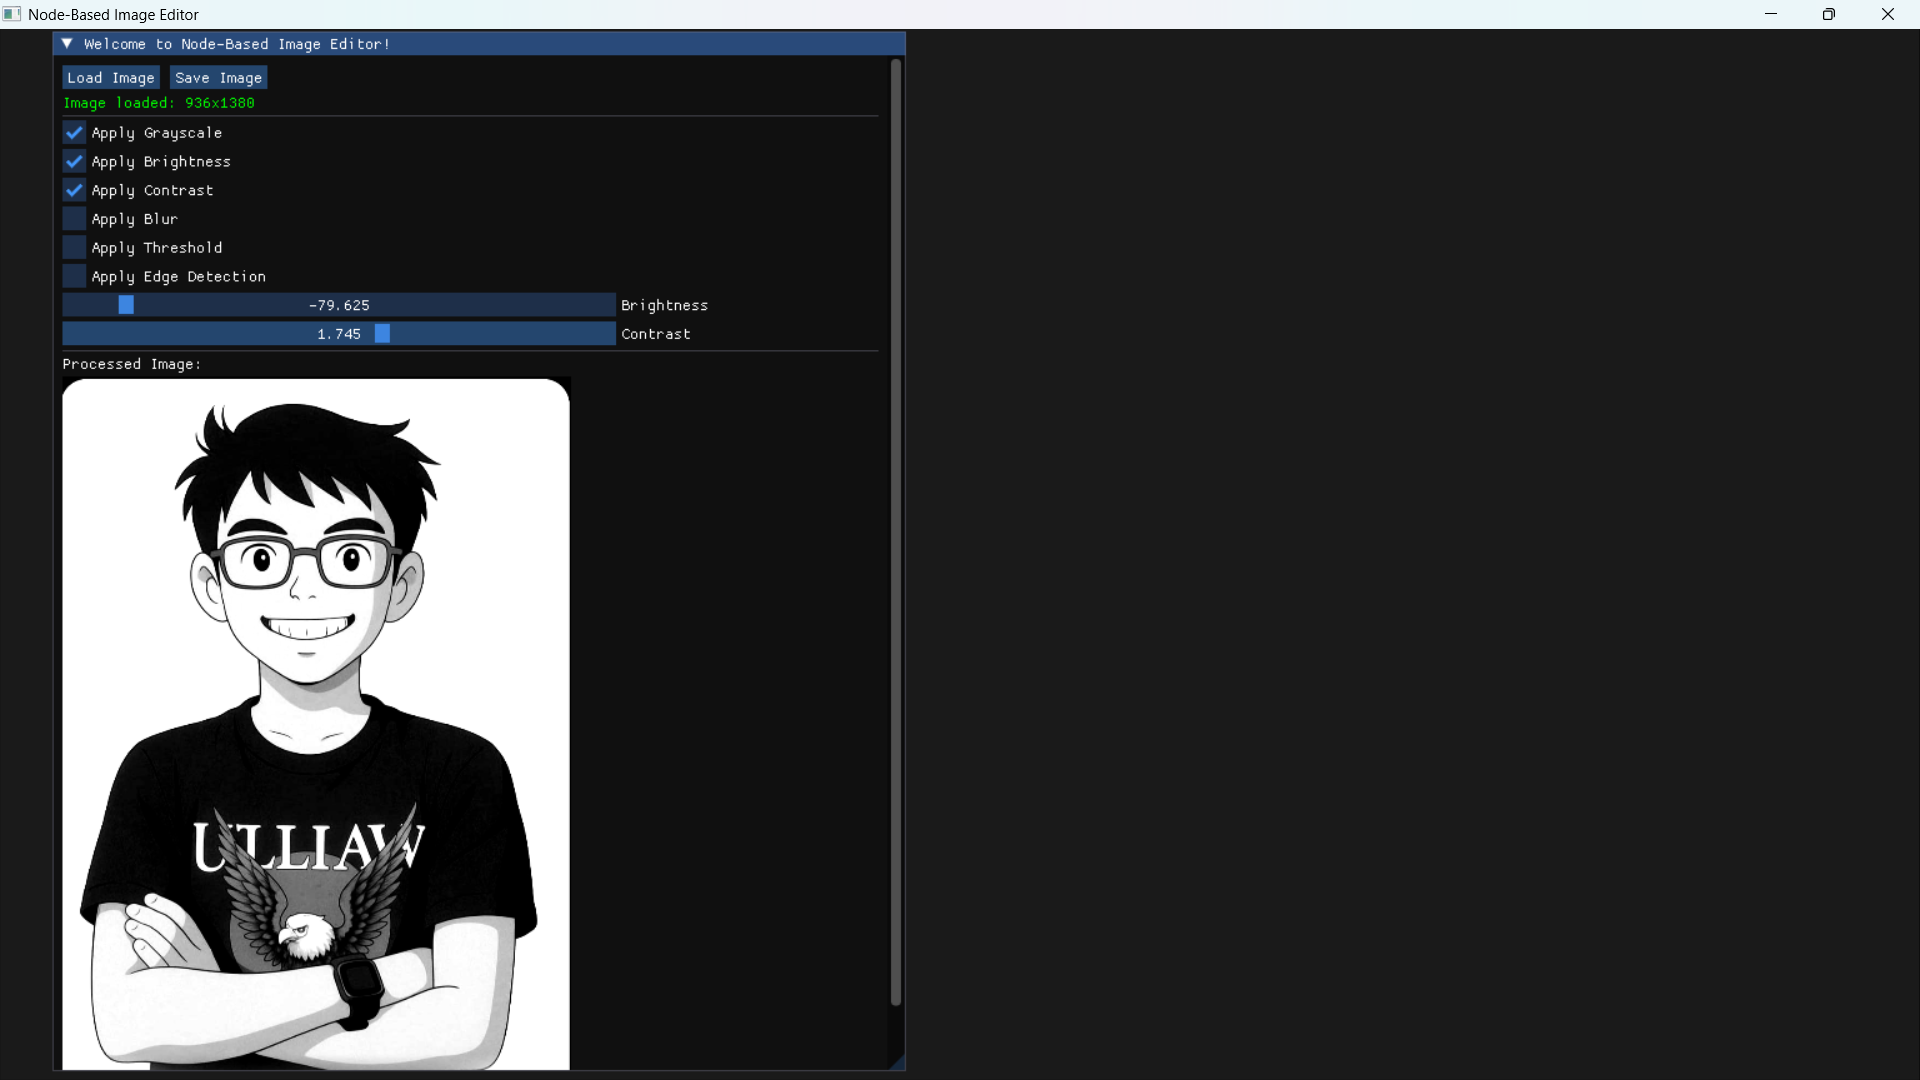 Node-Based Image Editor
Welcome to Node-Based Image Editor!
Load Image Save Image
Image loaded: 936x1380
Apply Grayscale
Apply Brightness
Apply Contrast
Apply Blur
Apply Threshold
Apply Edge Detection
-79.625 Brightness
1.745 Contrast
Processed Image:
ULLIAW